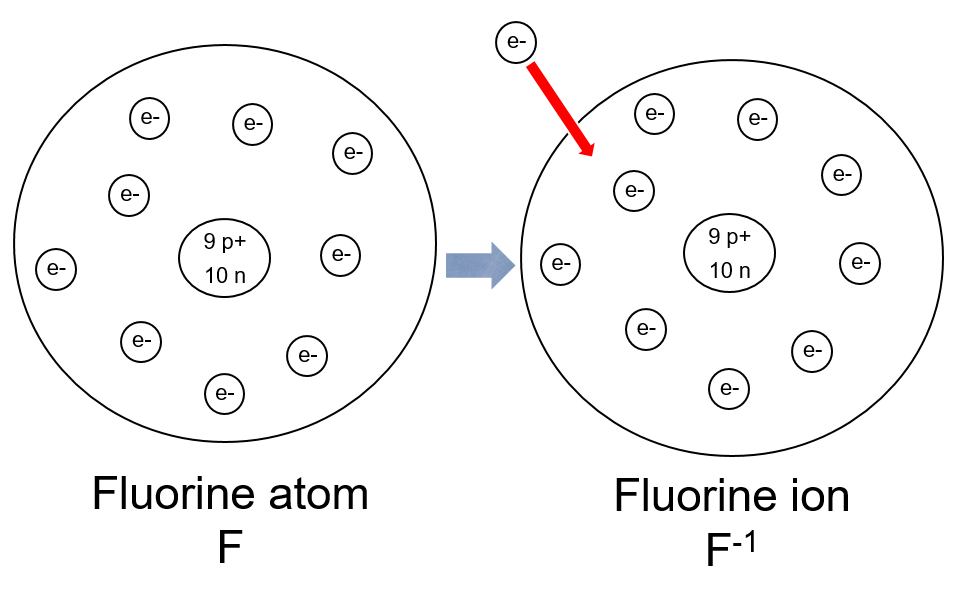 e-
e-
e-
e-
e-
9 p+
10 n
e-
e-
e-
e-
e-
Fluorine atom
F
e-
e-
e-
e-
e-
9 p+
10 n
e-
e-
e-
e-
e-
Fluorine ion
F-1